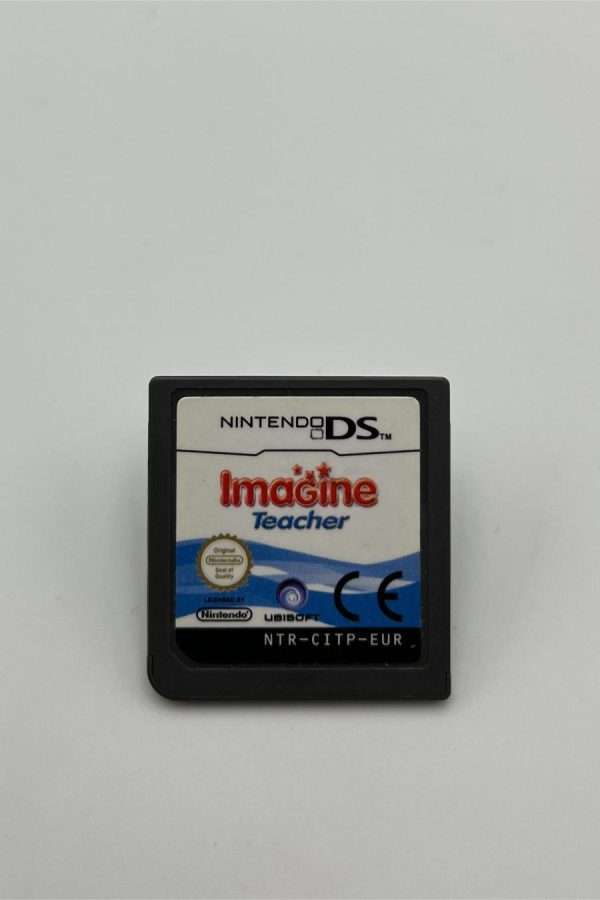 NINTENDO DS™
Imagine
Teacher
Original
Nintendo
Seal of
Quality
LICENSED BY
Nintendo
UBISOFT
CE
NTR-CITP-EUR